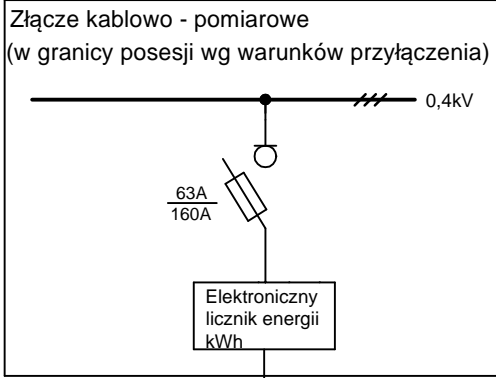 Złącze kablowo - pomiarowe
(w granicy posesji wg warunków przyłączenia)
0,4kV
63A
160A
Elektroniczny
licznik energii
kWh